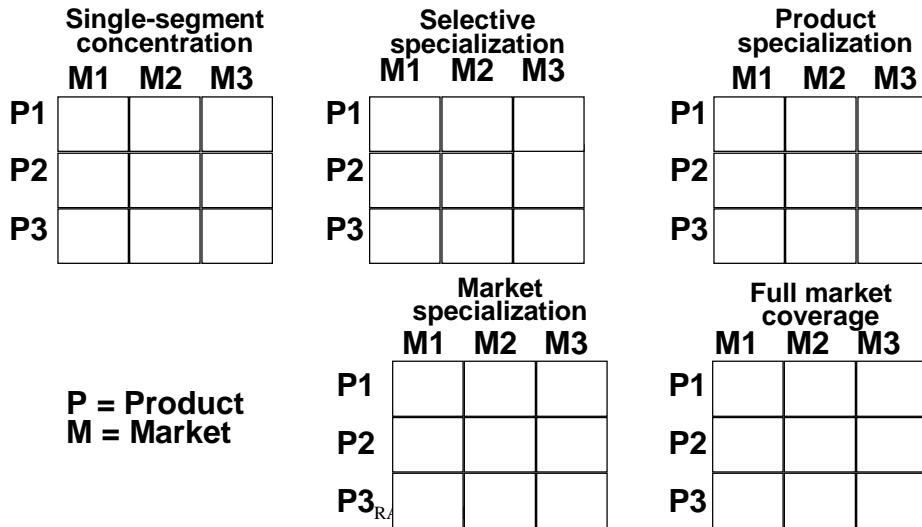 Single-segment
concentration
M1 M2 M3
P1
P2
P3
Selective
specialization
M1 M2 M3
P1
P2
P3
Product
specialization
M1 M2 M3
P1
P2
P3
Market
specialization
M1 M2 M3
P1
P2
P3
Full market
coverage
M1 M2 M3
P1
P2
P3
P = Product
M = Market